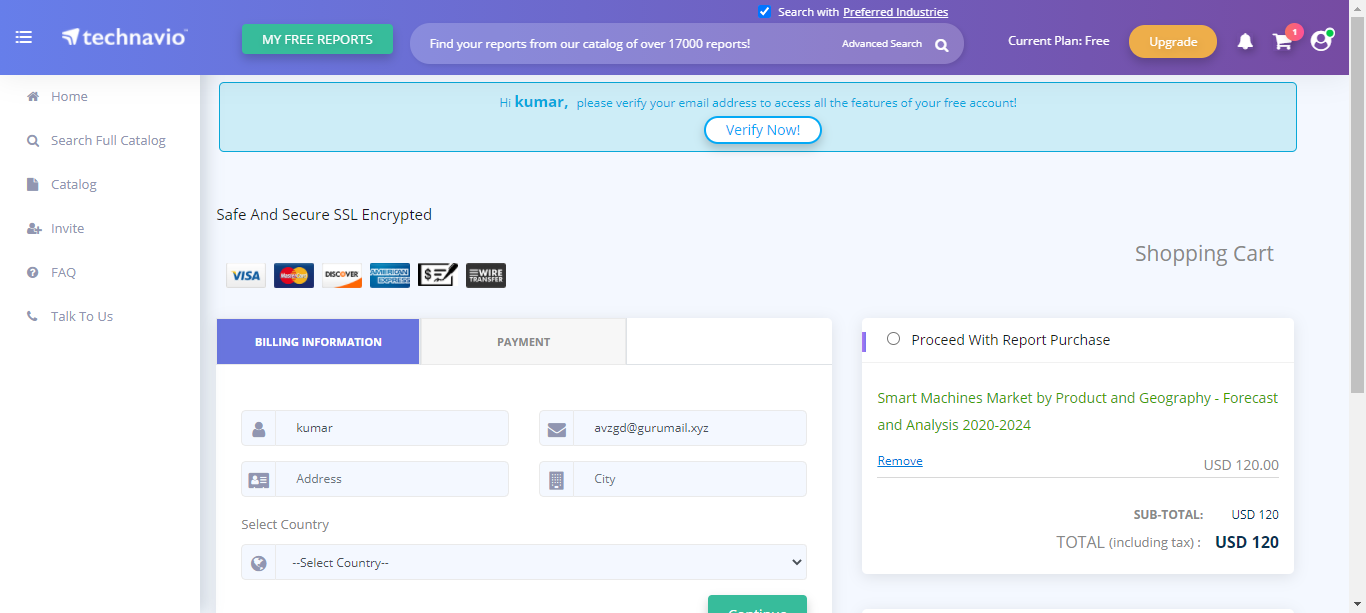 Search with Preferred Industries
technavio
MY FREE REPORTS
Find your reports from our catalog of over 17000 reports!
Advanced Search
Current Plan: Free
Upgrade
1
Home
Search Full Catalog
Catalog
Invite
FAQ
Talk To Us
Hi kumar, please verify your email address to access all the features of your free account!
Verify Now!
Safe And Secure SSL Encrypted
Shopping Cart
VISA
MasterCard
DISCOVER
AMERICAN EXPRESS
WIRE TRANSFER
BILLING INFORMATION
PAYMENT
kumar
avzgd@gurumail.xyz
Address
City
Select Country
--Select Country--
Continue
Proceed With Report Purchase
Smart Machines Market by Product and Geography - Forecast
and Analysis 2020-2024
Remove
USD 120.00
SUB-TOTAL: USD 120
TOTAL (including tax) : USD 120